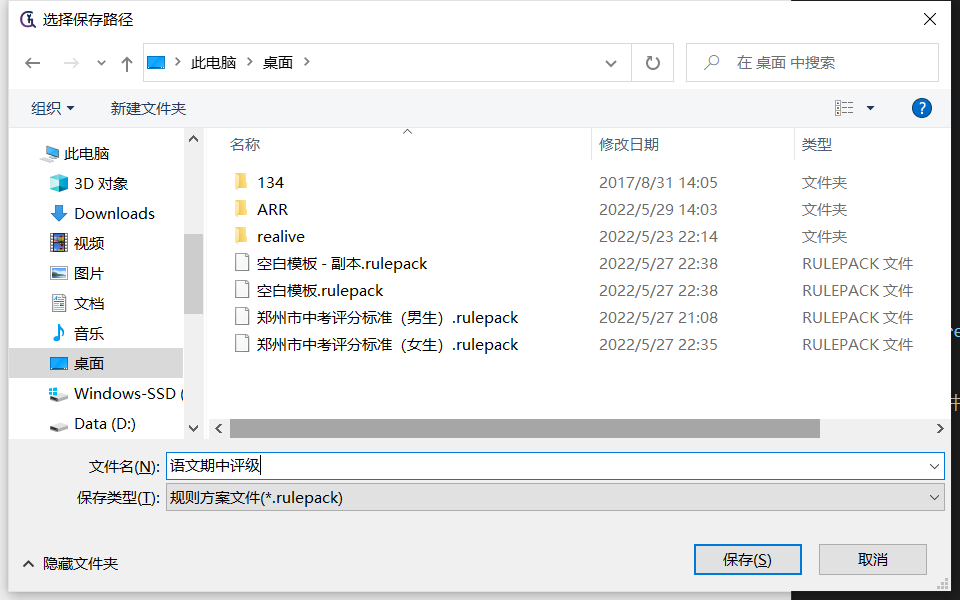 选择保存路径
此电脑 桌面
在 桌面 中搜索
组织 新建文件夹
名称 修改日期 类型
此电脑
3D 对象
Downloads
视频
图片
文档
音乐
桌面
Windows-SSD (
Data (D:)
134 2017/8/31 14:05 文件夹
ARR 2022/5/29 14:03 文件夹
realive 2022/5/23 22:14 文件夹
空白模板 - 副本.rulepack 2022/5/27 22:38 RULEPACK 文件
空白模板.rulepack 2022/5/27 22:38 RULEPACK 文件
郑州市中考评分标准（男生）.rulepack 2022/5/27 21:08 RULEPACK 文件
郑州市中考评分标准（女生）.rulepack 2022/5/27 22:35 RULEPACK 文件
文件名(N): 语文期中评级
保存类型(T): 规则方案文件(*.rulepack)
隐藏文件夹
保存(S) 取消